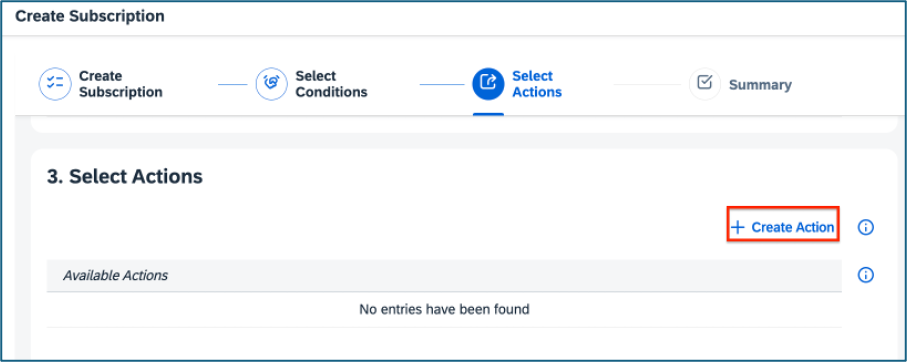 Create Subscription
Create
Subscription
Select
Conditions
Select
Actions
Summary
3. Select Actions
+ Create Action
Available Actions
No entries have been found